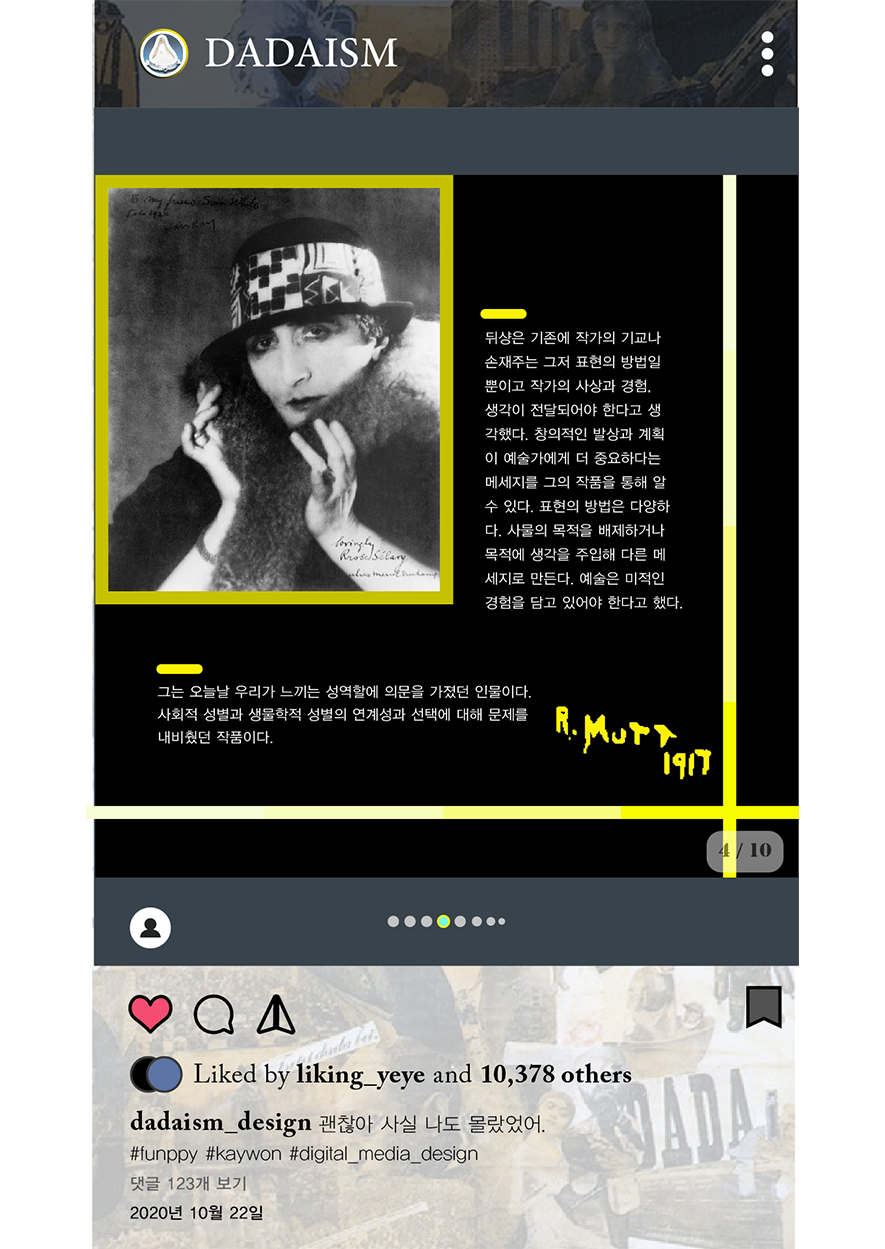 DADAISM
to my friend Sam White
Man Ray
뒤샹은 기존에 작가의 기교나
손재주는 그저 표현의 방법일
뿐이고 작가의 사상과 경험,
생각이 전달되어야 한다고 생
각했다. 창의적인 발상과 계획
이 예술가에게 더 중요하다는
메세지를 그의 작품을 통해 알
수 있다. 표현의 방법은 다양하
다. 사물의 목적을 배제하거나
목적에 생각을 주입해 다른 메
세지로 만든다. 예술은 미적인
경험을 담고 있어야 한다고 했다.
lovingly
Rrose Sélavy
Marcel Duchamp
그는 오늘날 우리가 느끼는 성역할에 의문을 가졌던 인물이다.
사회적 성별과 생물학적 성별의 연계성과 선택에 대해 문제를
내비췄던 작품이다.
R. MUTT
1917
4 / 10
Liked by liking_yeye and 10,378 others
dadaism_design 괜찮아 사실 나도 몰랐었어.
#funppy #kaywon #digital_media_design
댓글 123개 보기
2020년 10월 22일
DADA